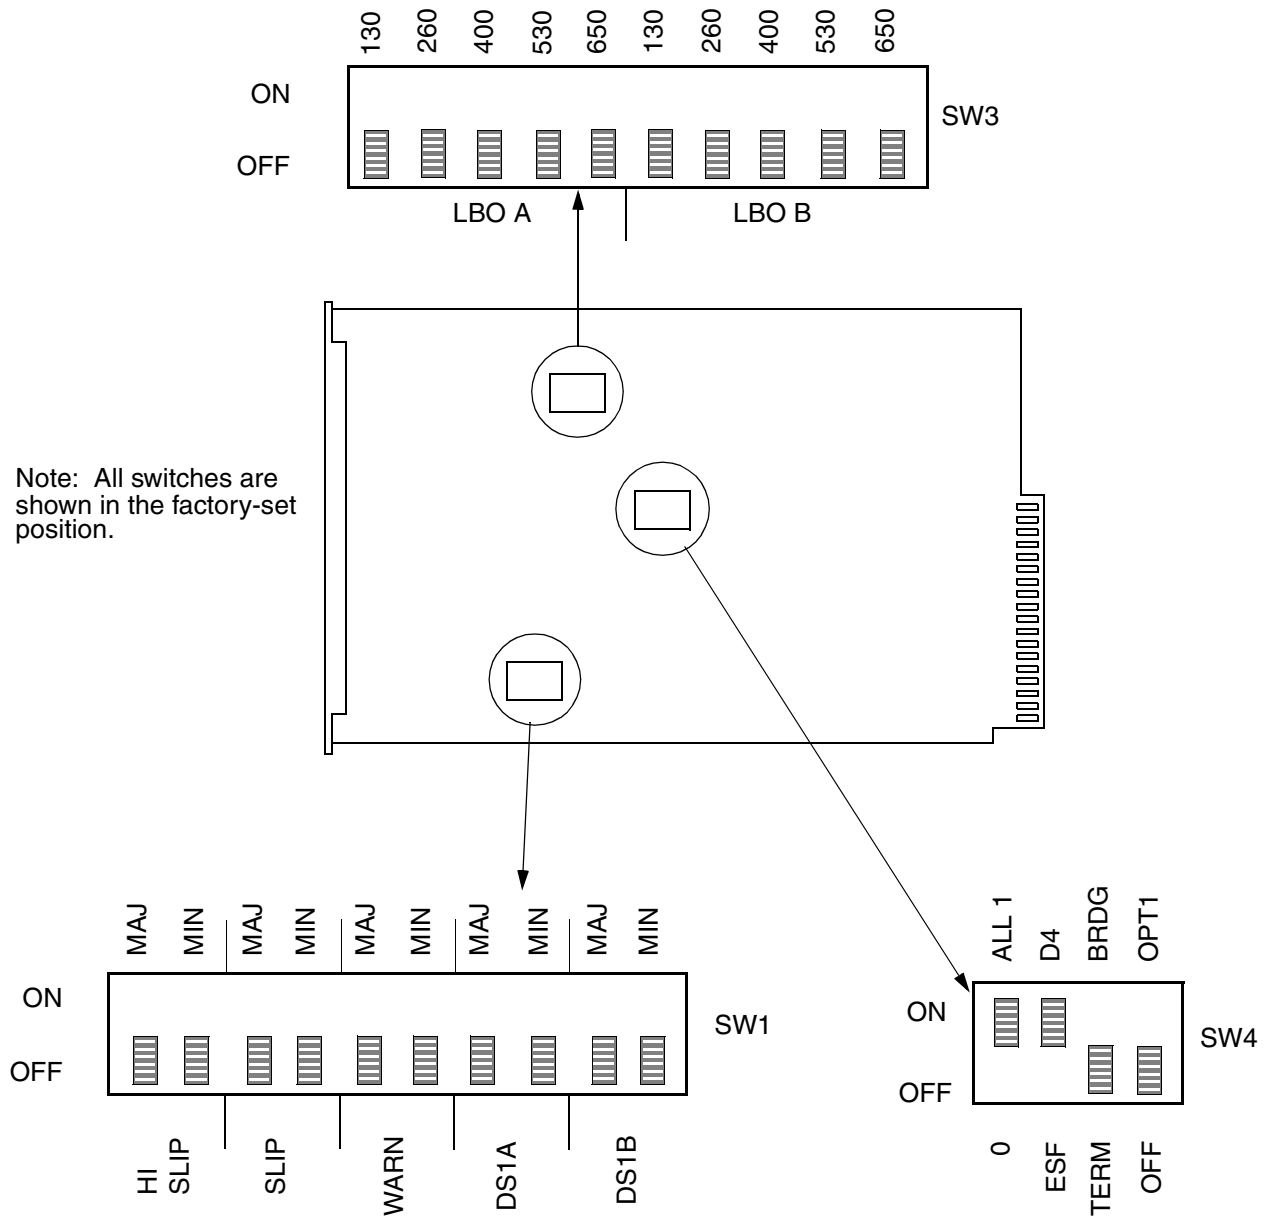 130 260 400 530 650 130 260 400 530 650
ON
SW3
OFF
LBO A LBO B
Note: All switches are
shown in the factory-set
position.
MAJ MIN MAJ MIN MAJ MIN MAJ MIN MAJ MIN
ON
SW1
OFF
HI SLIP SLIP WARN DS1A DS1B
ALL 1 D4 BRDG OPT1
ON
SW4
OFF
0 ESF TERM OFF